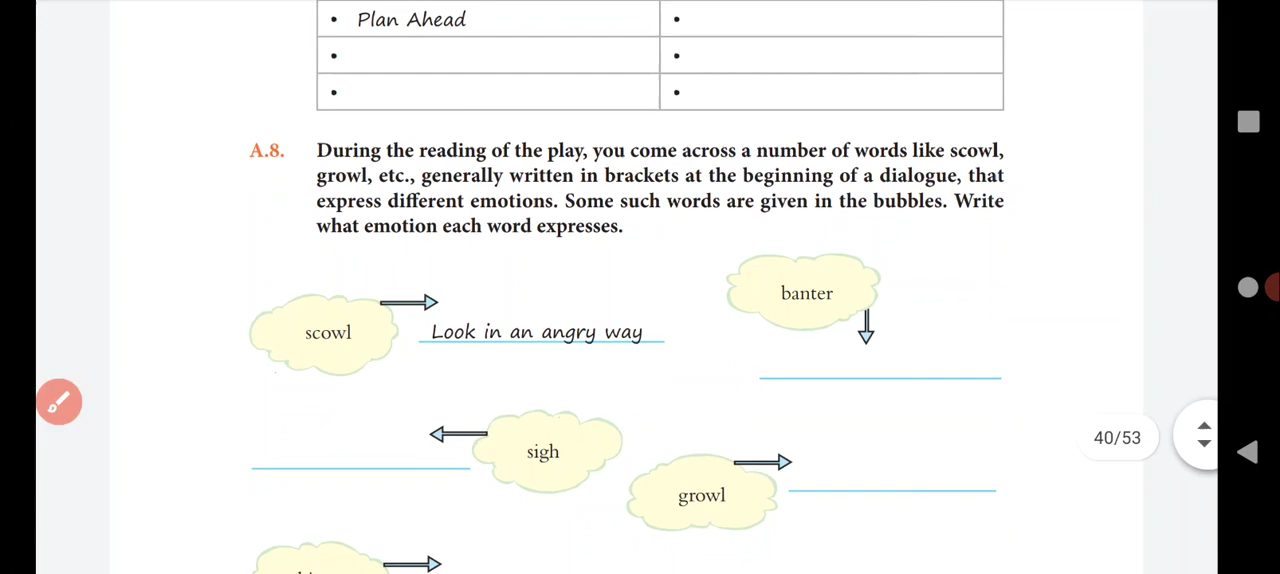 • Plan Ahead •
• •
• •
A.8. During the reading of the play, you come across a number of words like scowl,
growl, etc., generally written in brackets at the beginning of a dialogue, that
express different emotions. Some such words are given in the bubbles. Write
what emotion each word expresses.
banter
scowl
Look in an angry way
sigh
growl
40/53